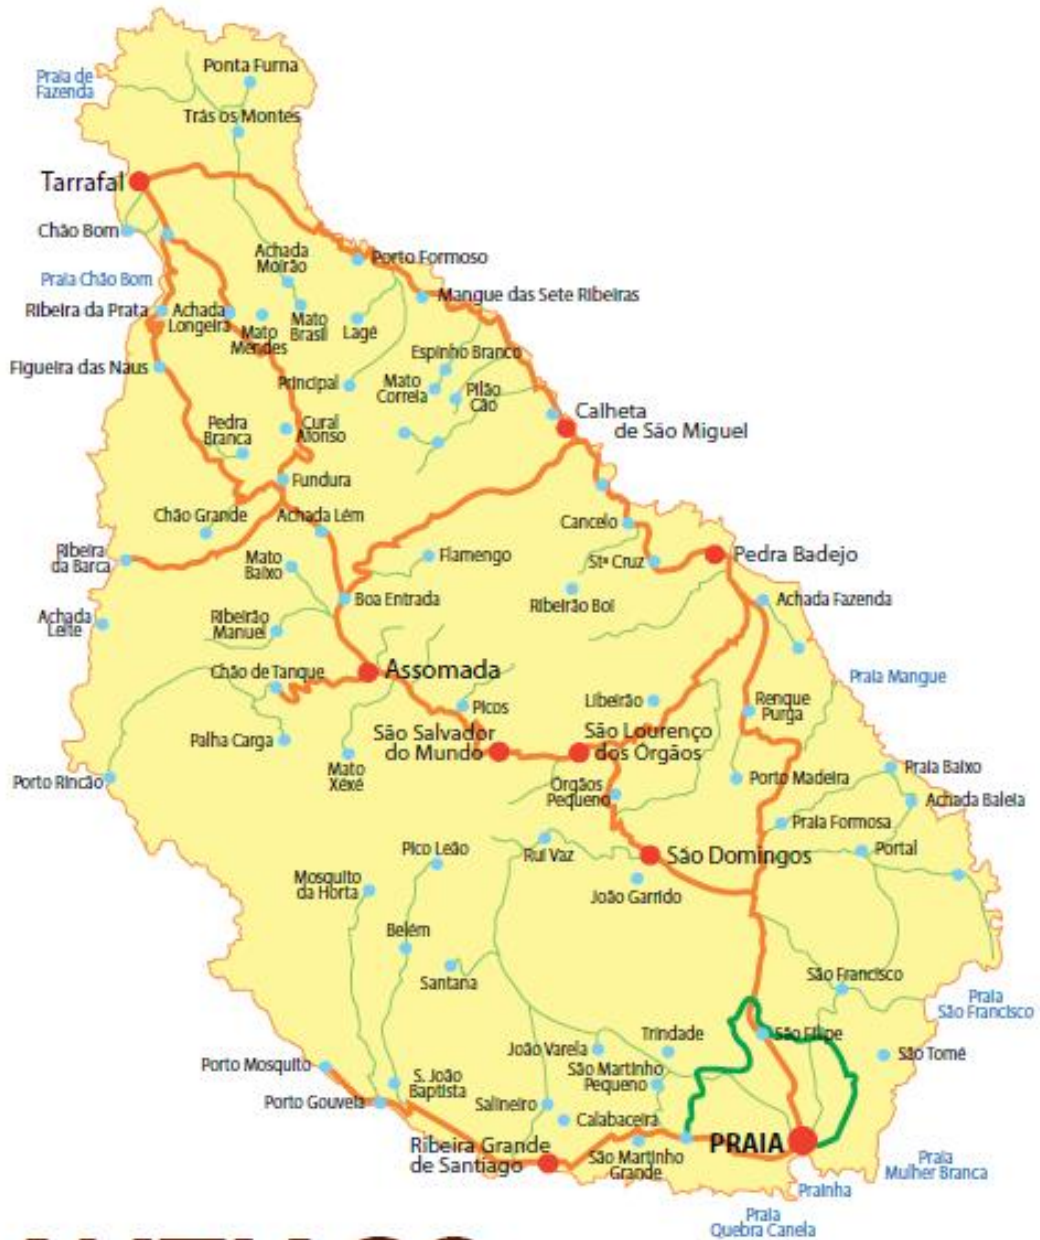 Ponta Furna
Praia de
Fazenda
Trás os Montes
Tarrafal
Chão Bom
Achada
Moirão
Porto Formoso
Praia Chão Bom
Mangue das Sete Ribeiras
Ribeira da Prata
Achada
Longeira
Mato
Mendes
Mato
Brasil
Lagé
Espinho Branco
Figueira das Naus
Principal
Mato
Correia
Pilão
Cão
Calheta
de São Miguel
Pedra
Branca
Cural
Afonso
Fundura
Chão Grande
Achada Lém
Cancelo
Ribeira
da Barca
Mato
Baixo
Flamengo
Stª Cruz
Pedra Badejo
Boa Entrada
Ribeirão Boi
Achada Fazenda
Achada
Leite
Ribeirão
Manuel
Chão de Tanque
Assomada
Praia Mangue
Picos
Libeirão
Renque
Purga
Palha Carga
São Salvador
do Mundo
São Lourenço
dos Órgãos
Porto Rincão
Mato
Xéxé
Órgãos
Pequeno
Porto Madeira
Praia Baixo
Achada Baleia
Praia Formosa
Pico Leão
Rui Vaz
São Domingos
Portal
Mosquito
da Horta
João Garrido
Belém
Santana
São Francisco
Praia
São Francisco
Trindade
São Filipe
João Varela
São Tomé
Porto Mosquito
São Martinho
Pequeno
S. João
Baptista
Porto Gouveia
Salineiro
Calabaceira
Ribeira Grande
de Santiago
São Martinho
Grande
PRAIA
Praia
Mulher Branca
Prainha
Praia
Quebra Canela